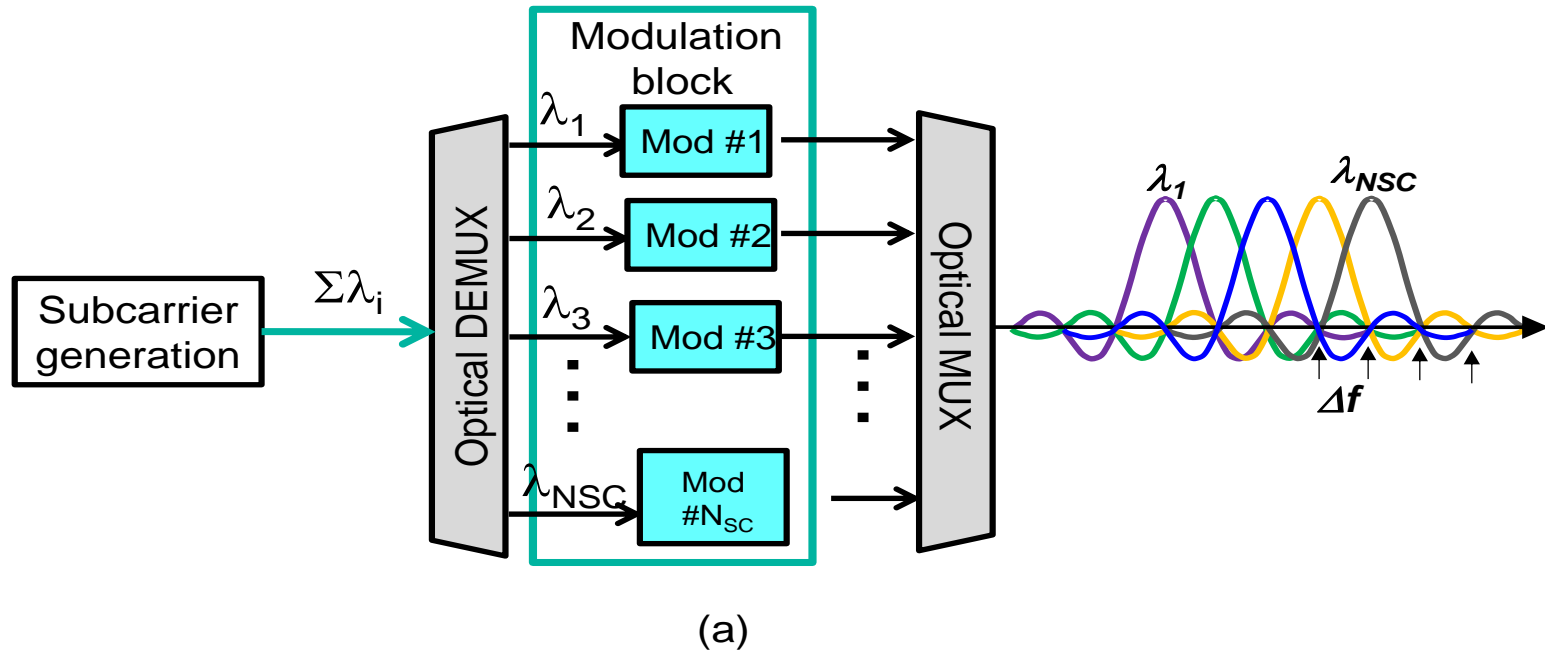 Modulation
block
Subcarrier
generation
Σλi
Optical DEMUX
λ1
Mod #1
λ2
Mod #2
λ3
Mod #3
λNSC
Mod
#NSC
Optical MUX
λ1
λNSC
Δf
(a)